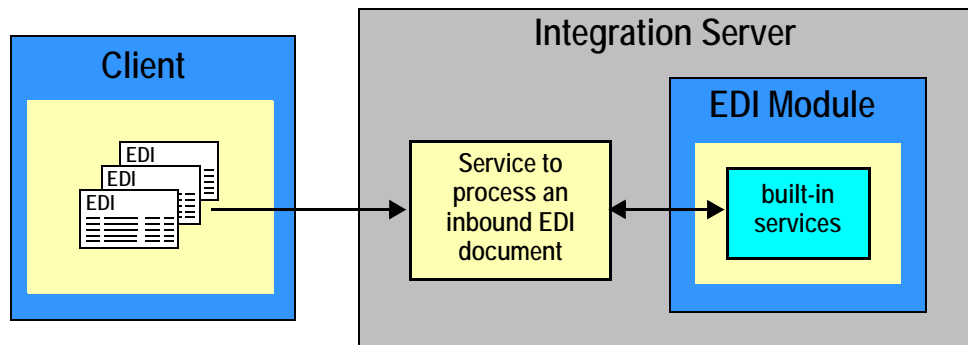 Integration Server
Client
EDI Module
EDI
EDI
EDI
Service to
process an
inbound EDI
document
built-in
services